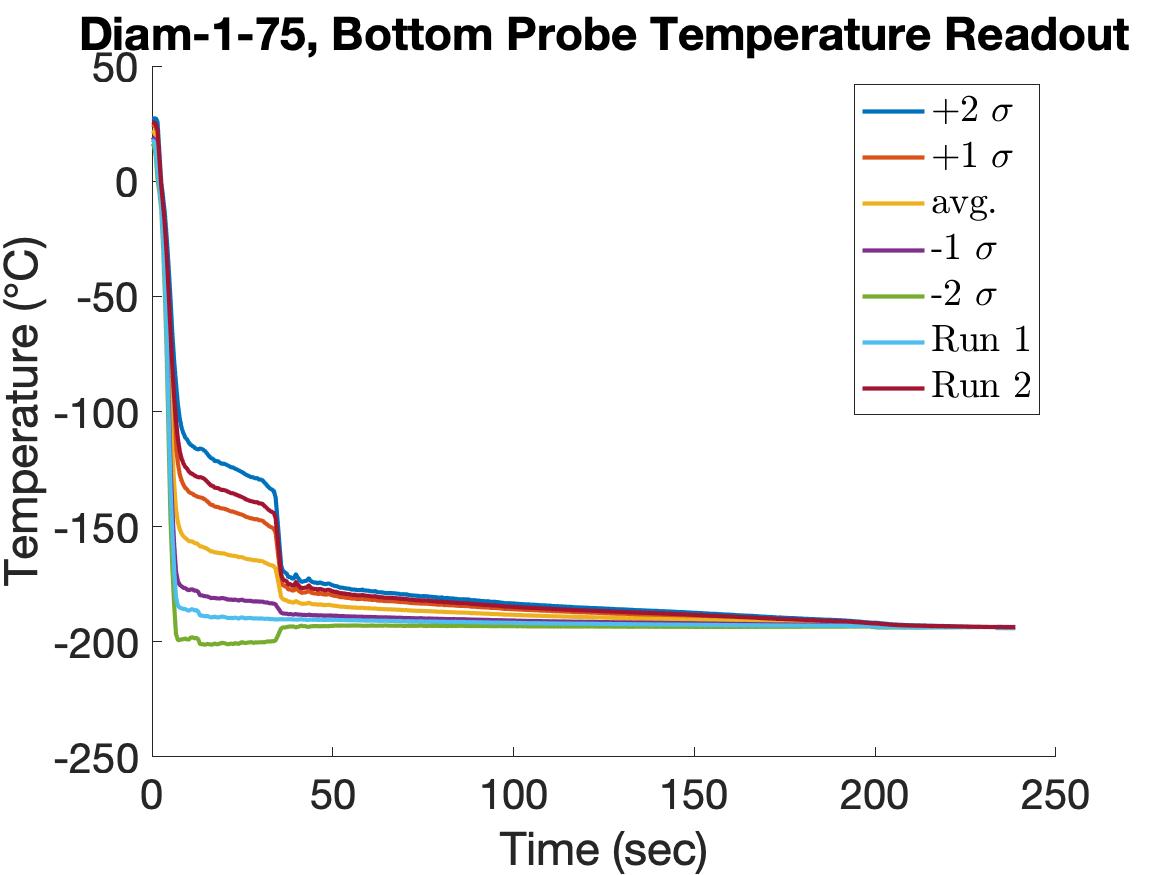 Diam-1-75, Bottom Probe Temperature Readout
50
0
-50
-100
-150
-200
-250
Temperature (°C)
+2 σ
+1 σ
avg.
-1 σ
-2 σ
Run 1
Run 2
0 50 100 150 200 250
Time (sec)